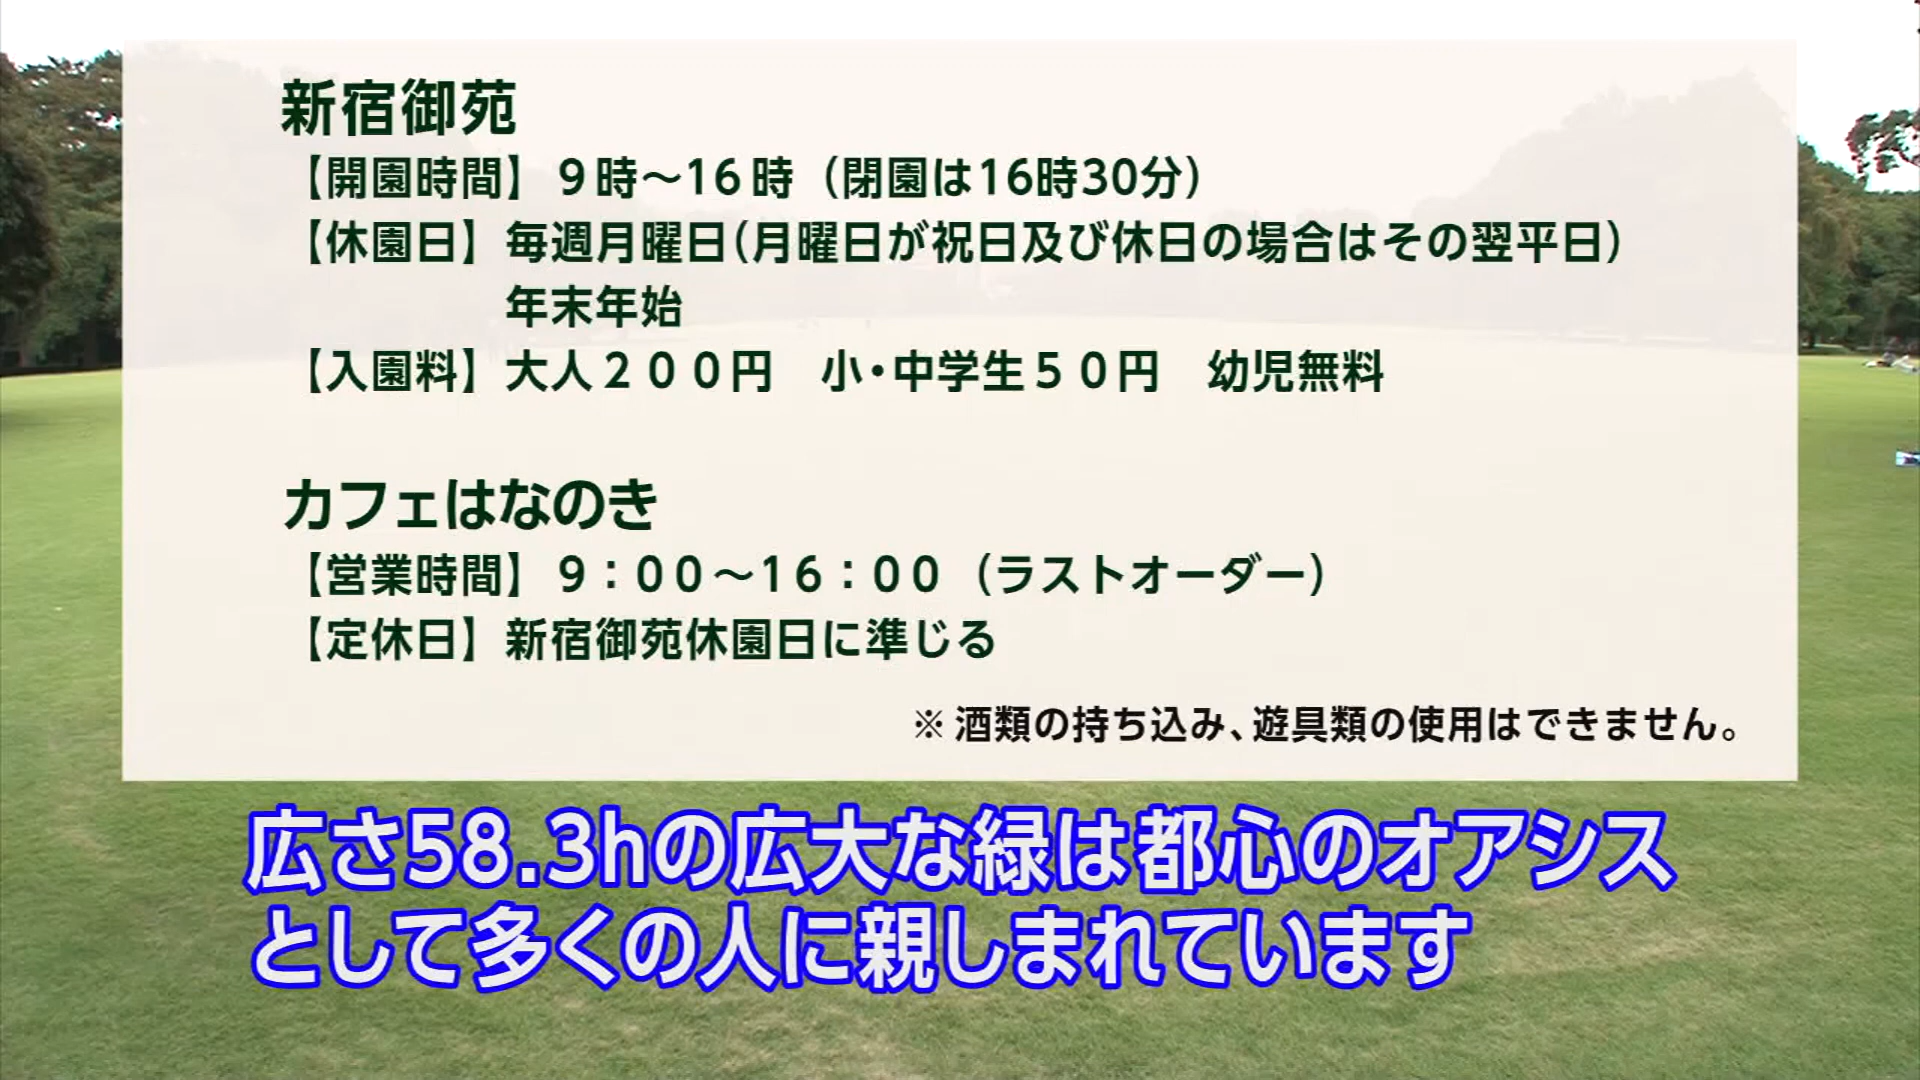 新宿御苑
【開園時間】９時～16時（閉園は16時30分）
【休園日】毎週月曜日（月曜日が祝日及び休日の場合はその翌平日）
年末年始
【入園料】大人２００円　小・中学生５０円　幼児無料
カフェはなのき
【営業時間】９：００～１６：００（ラストオーダー）
【定休日】新宿御苑休園日に準じる
※酒類の持ち込み、遊具類の使用はできません。
広さ58.3hの広大な緑は都心のオアシス
として多くの人に親しまれています